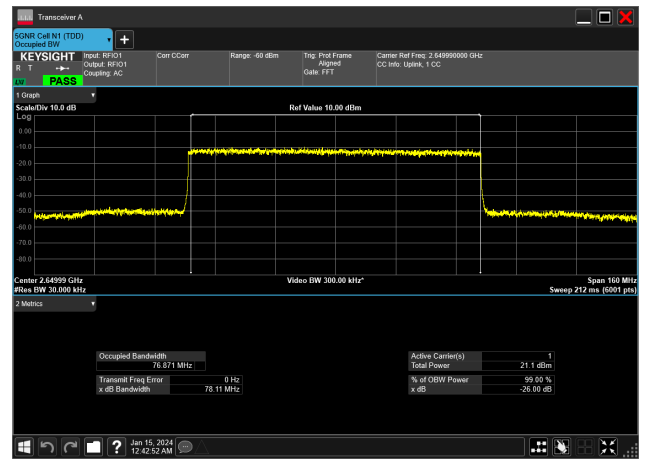 Transceiver A
5GNR Cell N1 (TDD)
Occupied BW
KEYSIGHT
R T
LW
PASS
Input: RFIO1
Output: RFIO1
Coupling: AC
Corr CCorr
Range: -60 dBm
Trig: Prot Frame
Aligned
Gate: FFT
Carrier Ref Freq: 2.649990000 GHz
CC Info: Uplink, 1 CC
1 Graph
Scale/Div 10.0 dB
Ref Value 10.00 dBm
Log
0.00
-10.0
-20.0
-30.0
-40.0
-50.0
-60.0
-70.0
-80.0
Center 2.64999 GHz
Video BW 300.00 kHz*
Span 160 MHz
#Res BW 30.000 kHz
Sweep 212 ms (6001 pts)
2 Metrics
Occupied Bandwidth
76.871 MHz
Active Carrier(s) 1
Total Power 21.1 dBm
Transmit Freq Error 0 Hz
x dB Bandwidth 78.11 MHz
% of OBW Power 99.00 %
x dB -26.00 dB
?
Jan 15, 2024
12:42:52 AM